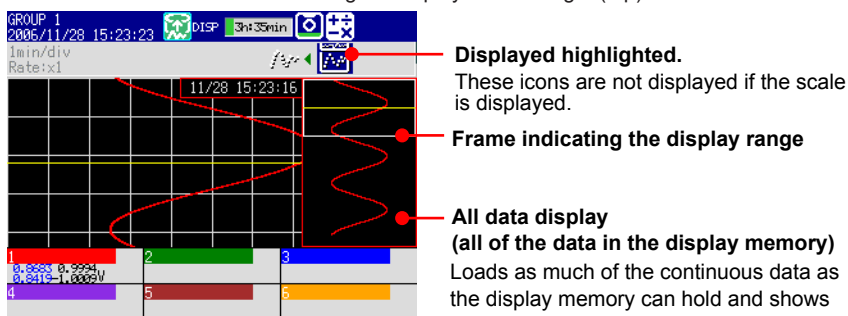 GROUP 1
2006/11/28 15:23:23
DISP
3h:35min
1min/div
Rate:x1
11/28 15:23:16
1
2
3
0.8683 0.9994
0.8419-1.0009V
4
5
6
Displayed highlighted.
These icons are not displayed if the scale
is displayed.
Frame indicating the display range
All data display
(all of the data in the display memory)
Loads as much of the continuous data as
the display memory can hold and shows